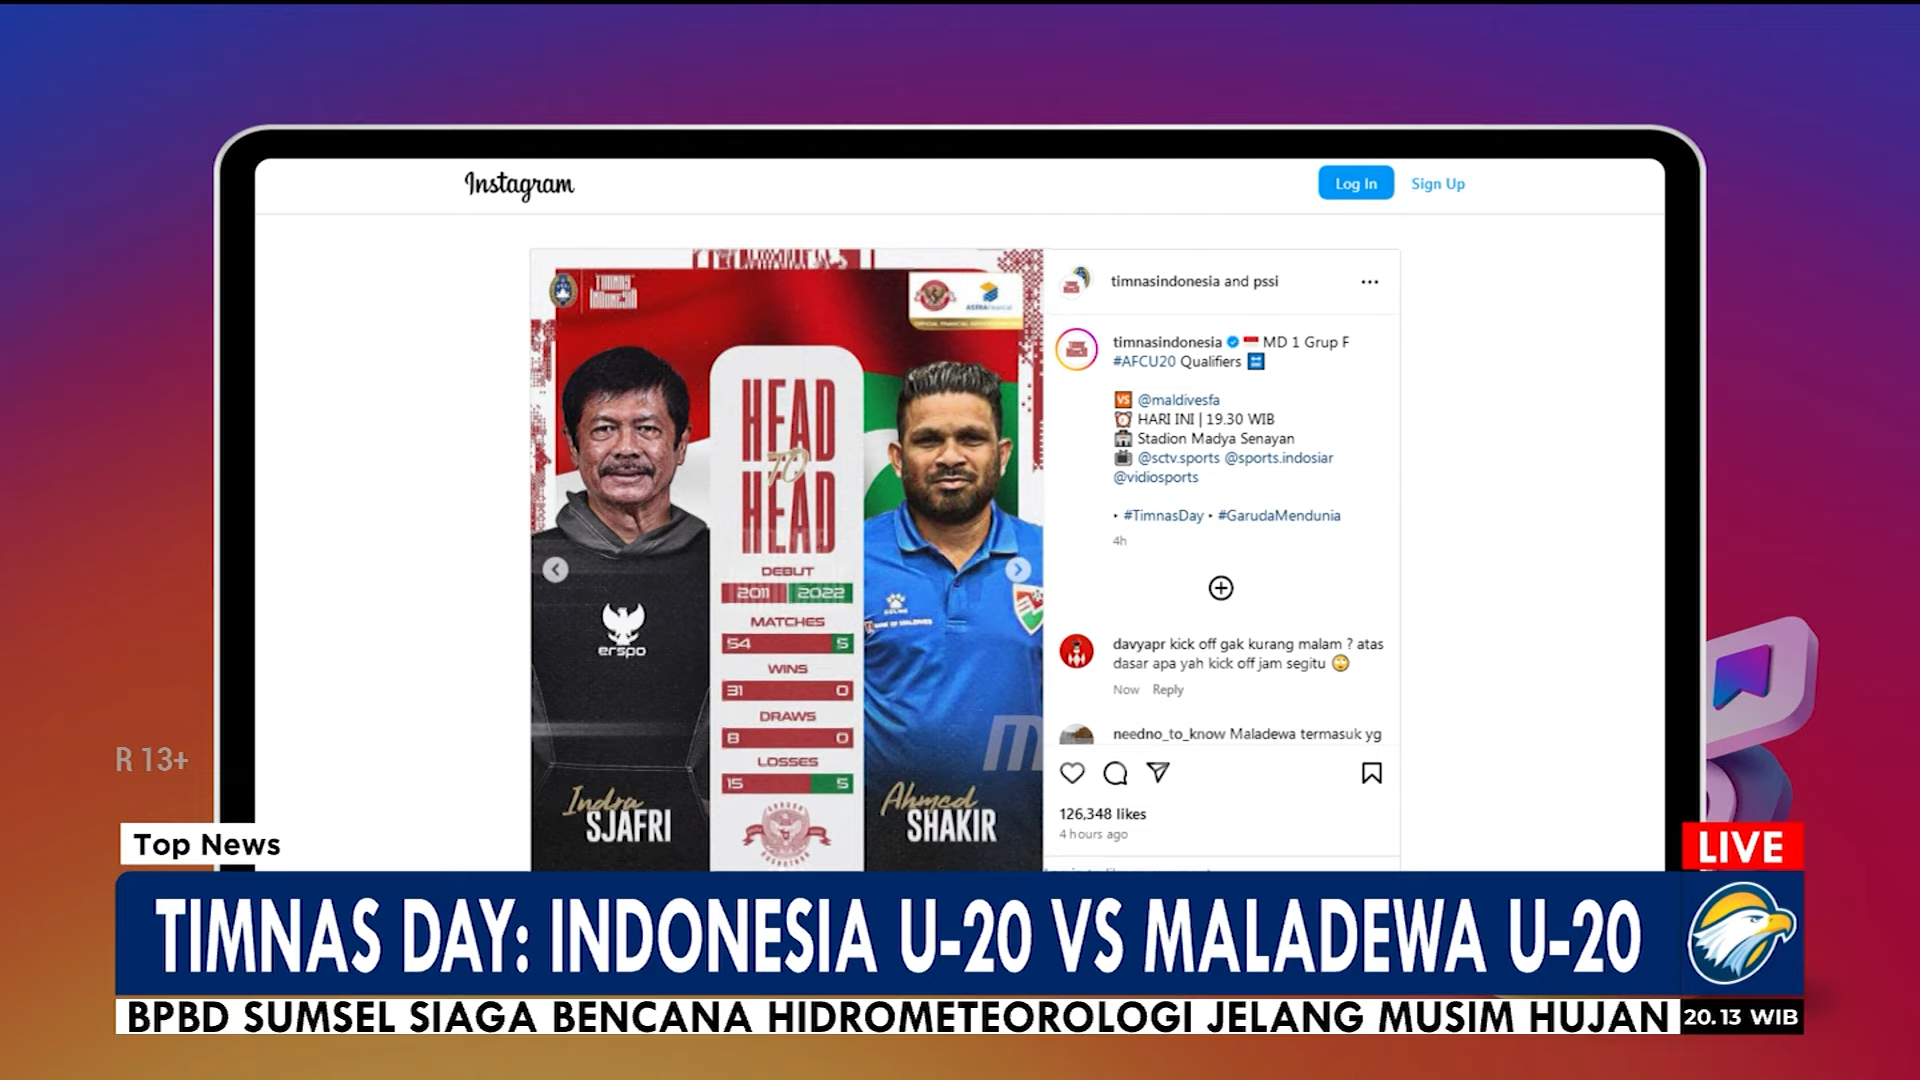 Instagram
Log In
Sign Up
TIMNAS
INDONESIA
ASTRA financial
HEAD
TO
HEAD
DEBUT
2011 2022
MATCHES
54 5
WINS
31 0
DRAWS
8 0
LOSSES
15 5
erspo
Indra
SJAFRI
Ahmed
SHAKIR
timnasindonesia and pssi
timnasindonesia MD 1 Grup F
#AFCU20 Qualifiers
VS @maldivesfa
HARI INI | 19.30 WIB
Stadion Madya Senayan
@sctv.sports @sports.indosiar
@vidiosports
‣ #TimnasDay ‣ #GarudaMendunia
4h
davyapr kick off gak kurang malam ? atas
dasar apa yah kick off jam segitu 🙄
Now Reply
needno_to_know Maladewa termasuk yg
126,348 likes
4 hours ago
R 13+
Top News
LIVE
TIMNAS DAY: INDONESIA U-20 VS MALADEWA U-20
BPBD SUMSEL SIAGA BENCANA HIDROMETEOROLOGI JELANG MUSIM HUJAN
20.13 WIB